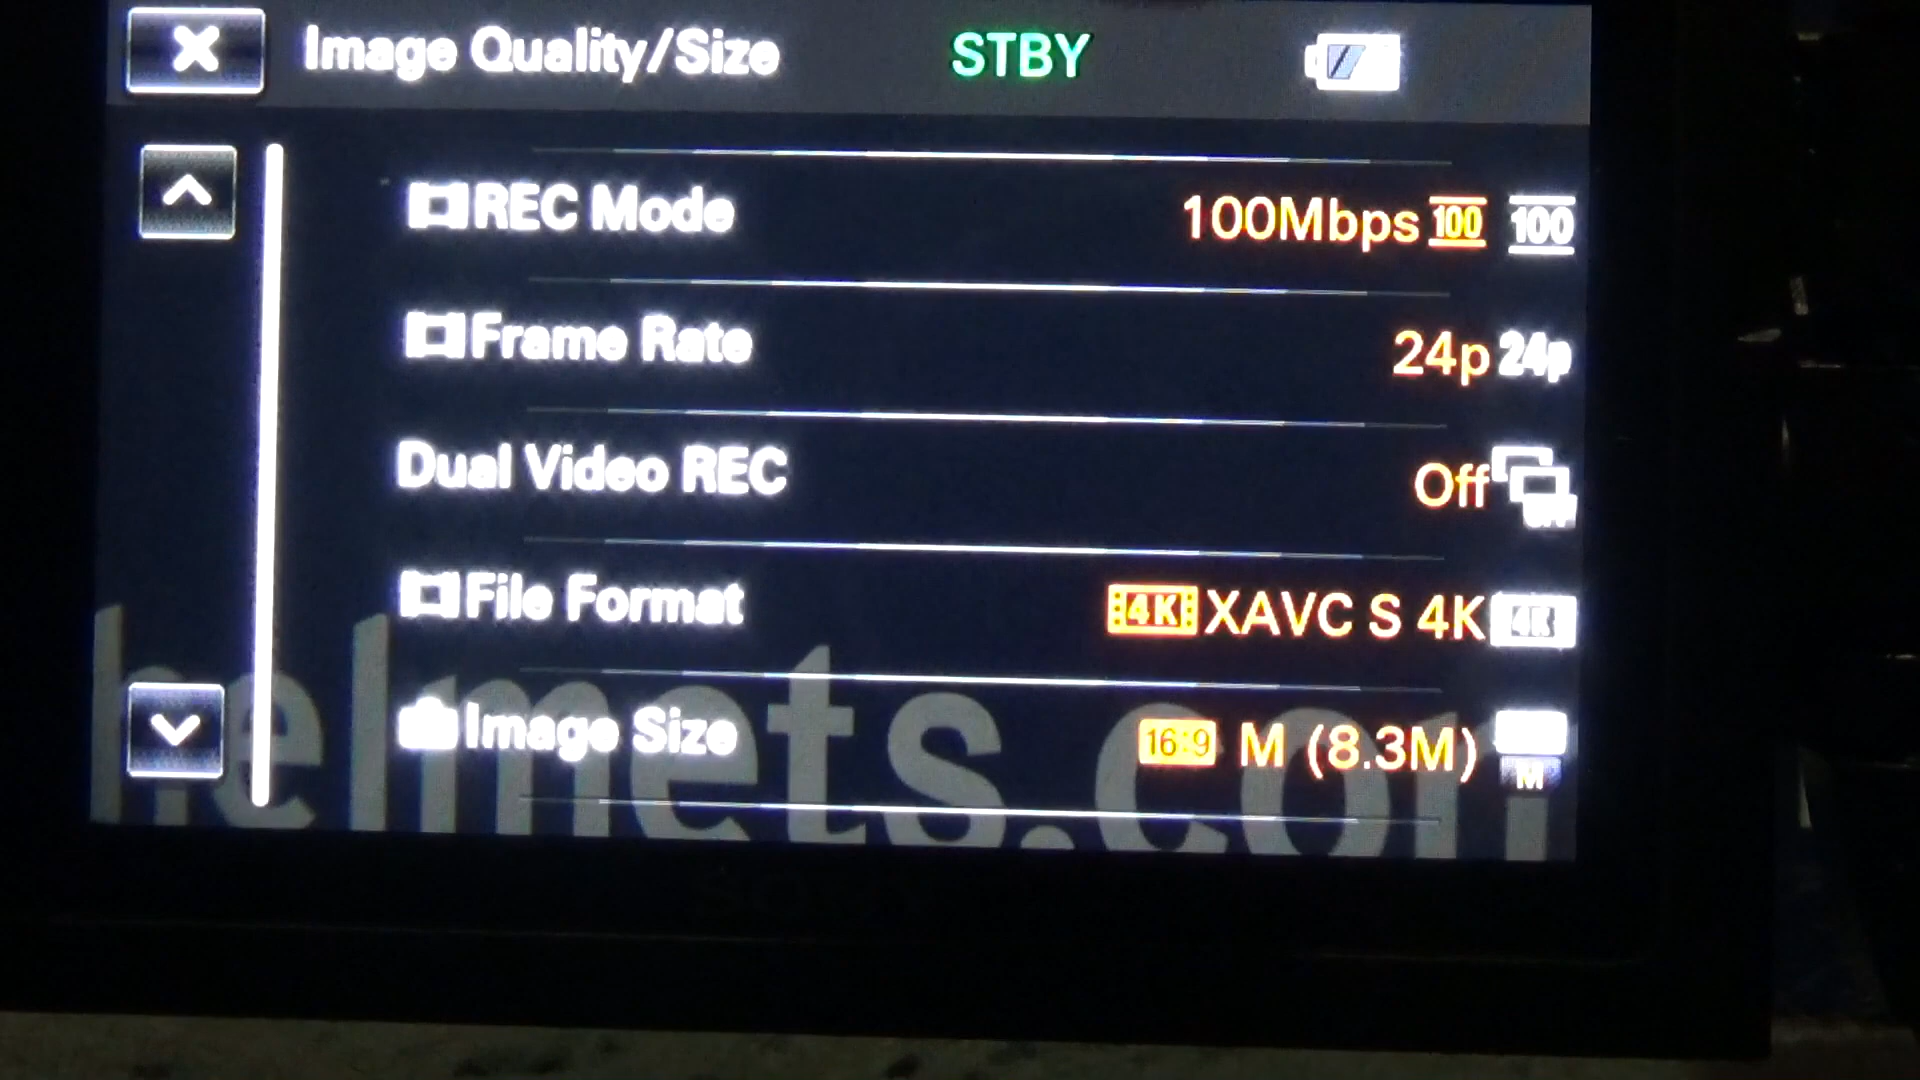 Image Quality/Size STBY
REC Mode 100Mbps 100 100
Frame Rate 24p 24p
Dual Video REC Off
File Format 4K XAVC S 4K 4K
Image Size 16:9 M (8.3M) M
helmets.com